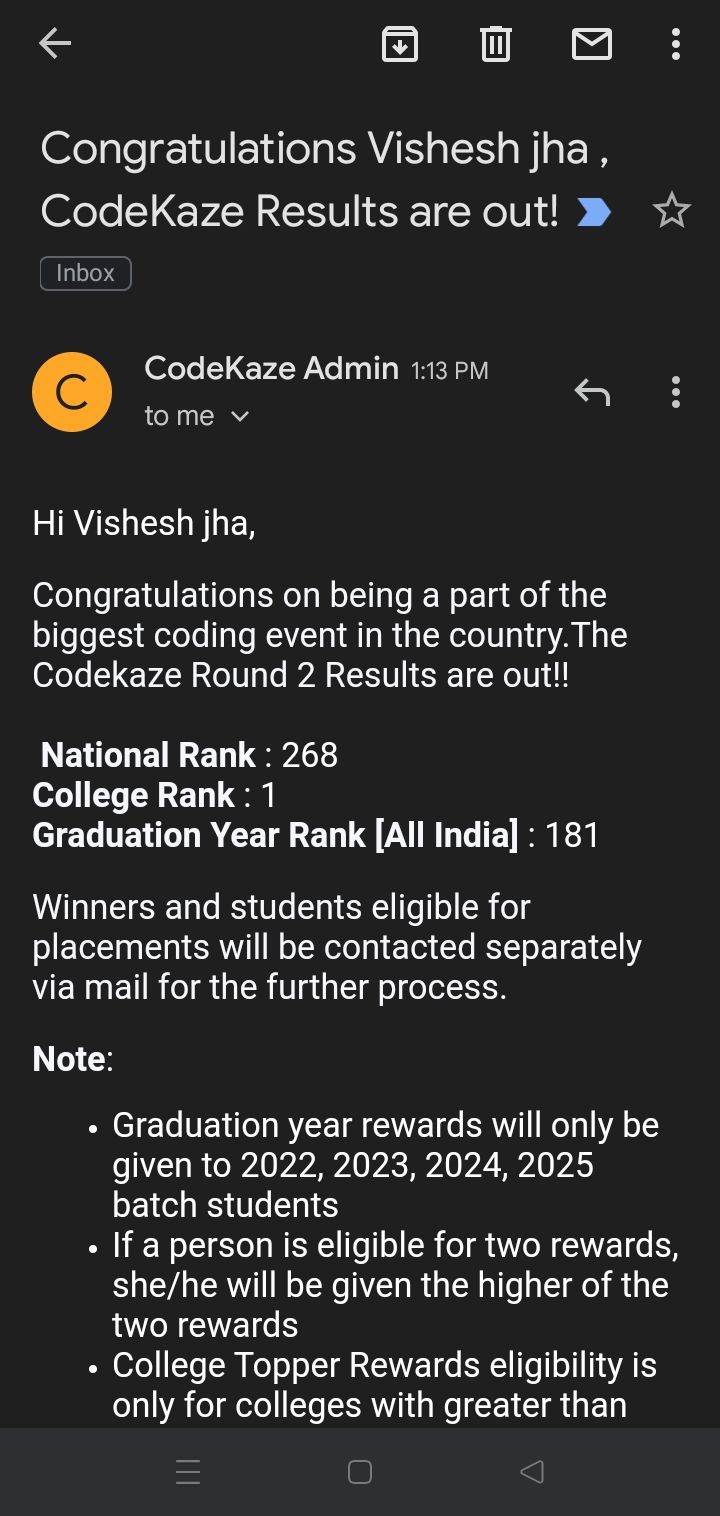 Congratulations Vishesh jha ,
CodeKaze Results are out!
Inbox
C
CodeKaze Admin 1:13 PM
to me
Hi Vishesh jha,
Congratulations on being a part of the
biggest coding event in the country.The
Codekaze Round 2 Results are out!!
National Rank : 268
College Rank : 1
Graduation Year Rank [All India] : 181
Winners and students eligible for
placements will be contacted separately
via mail for the further process.
Note:
• Graduation year rewards will only be
given to 2022, 2023, 2024, 2025
batch students
• If a person is eligible for two rewards,
she/he will be given the higher of the
two rewards
• College Topper Rewards eligibility is
only for colleges with greater than